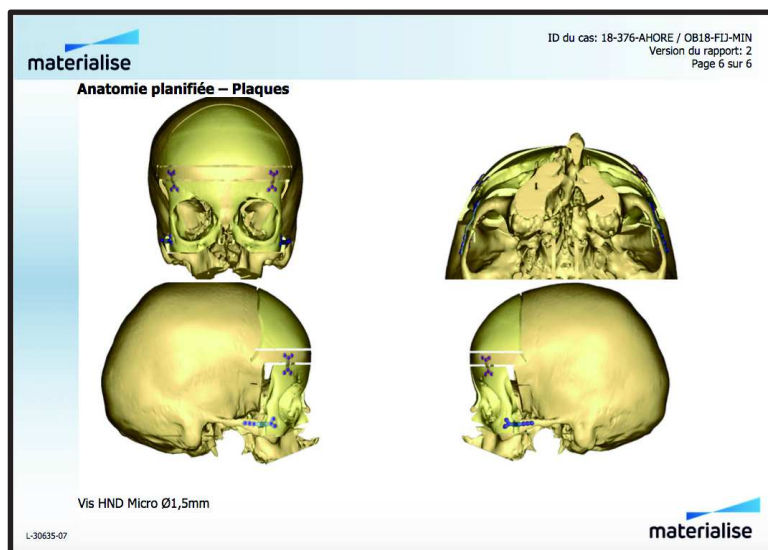 materialise
ID du cas: 18-376-AHORE / OB18-FIJ-MIN
Version du rapport: 2
Page 6 sur 6
Anatomie planifiée – Plaques
Vis HND Micro Ø1,5mm
L-30635-07
materialise